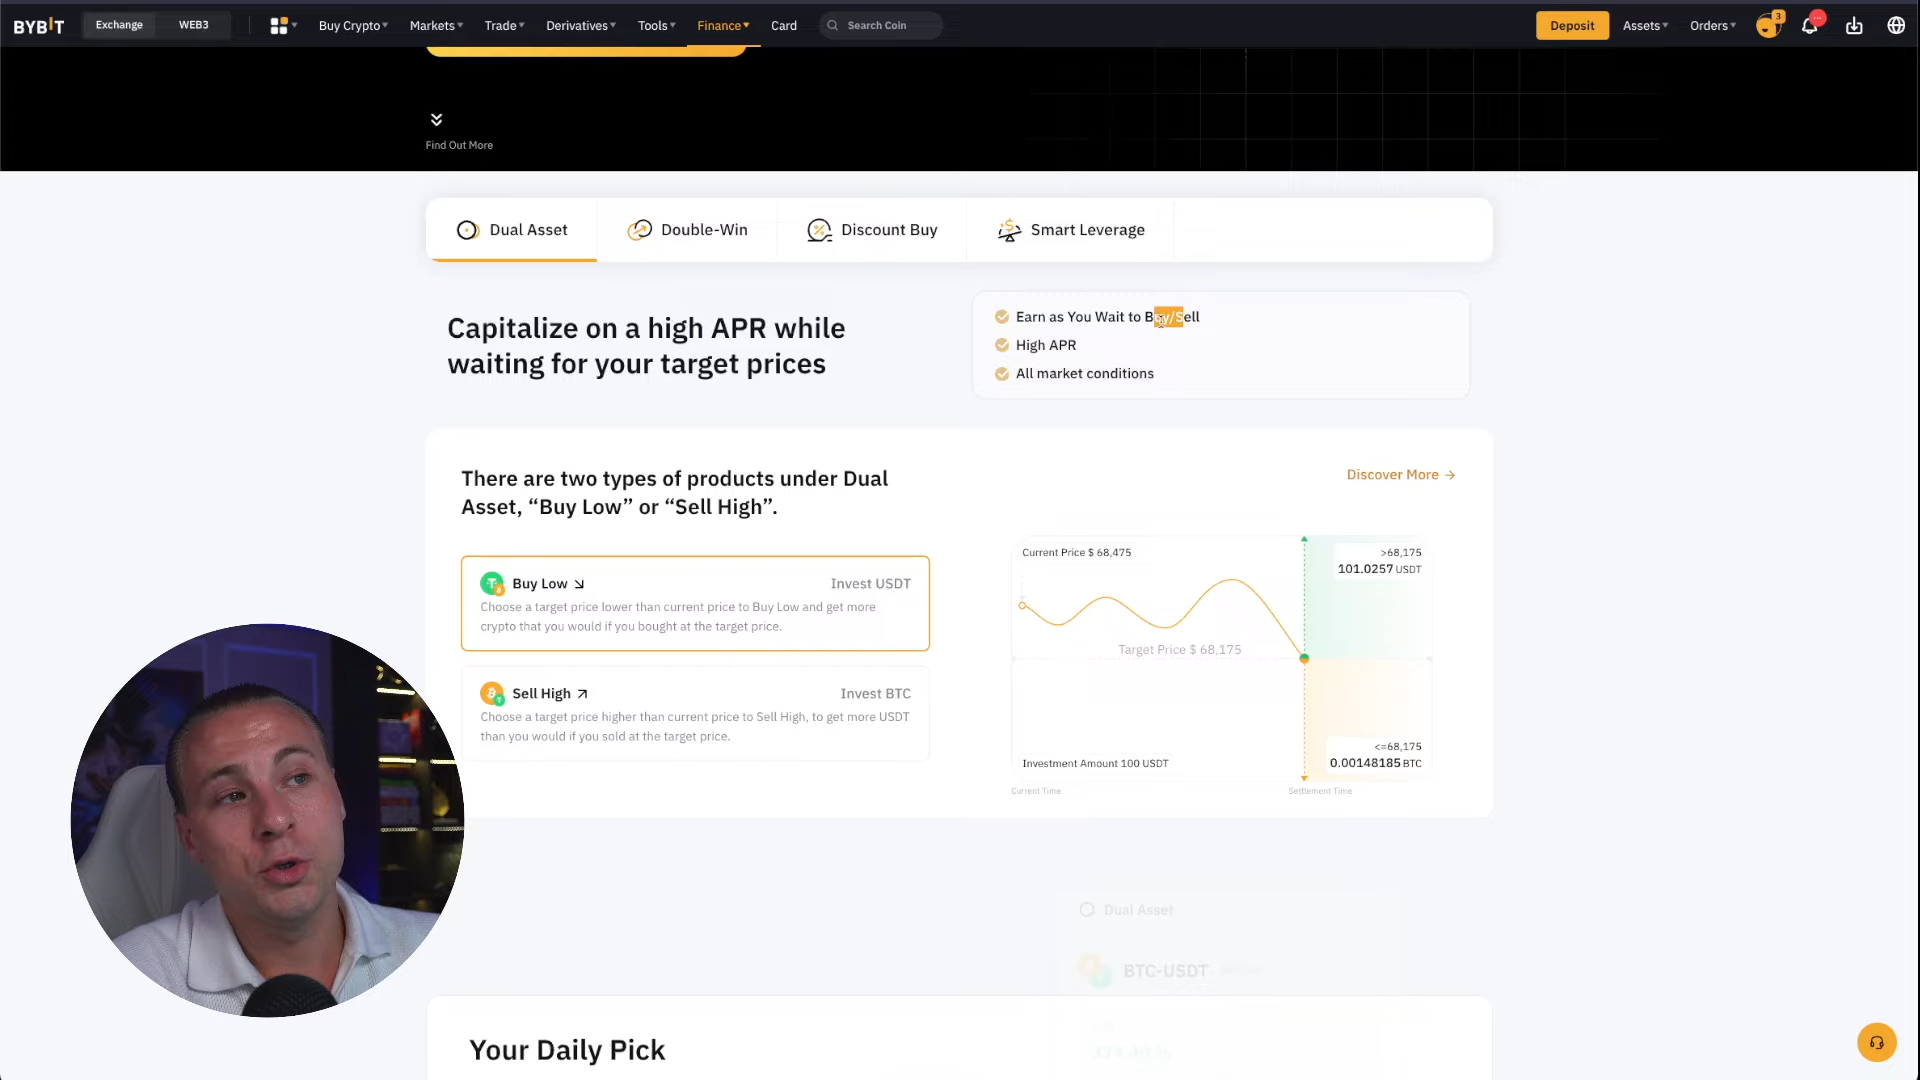 BYBIT
Exchange
WEB3
Buy Crypto
Markets
Trade
Derivatives
Tools
Finance
Card
Search Coin
Deposit
Assets
Orders
3
Find Out More
Dual Asset
Double-Win
Discount Buy
Smart Leverage
Capitalize on a high APR while
waiting for your target prices
Earn as You Wait to Buy/Sell
High APR
All market conditions
There are two types of products under Dual
Asset, “Buy Low” or “Sell High”.
Discover More →
Buy Low
Invest USDT
Choose a target price lower than current price to Buy Low and get more
crypto that you would if you bought at the target price.
Sell High
Invest BTC
Choose a target price higher than current price to Sell High, to get more USDT
than you would if you sold at the target price.
Current Price $ 68,475
>68,175
101.0257 USDT
Target Price $ 68,175
<=68,175
0.00148185 BTC
Investment Amount 100 USDT
Current Time
Settlement Time
Dual Asset
BTC-USDT
Your Daily Pick